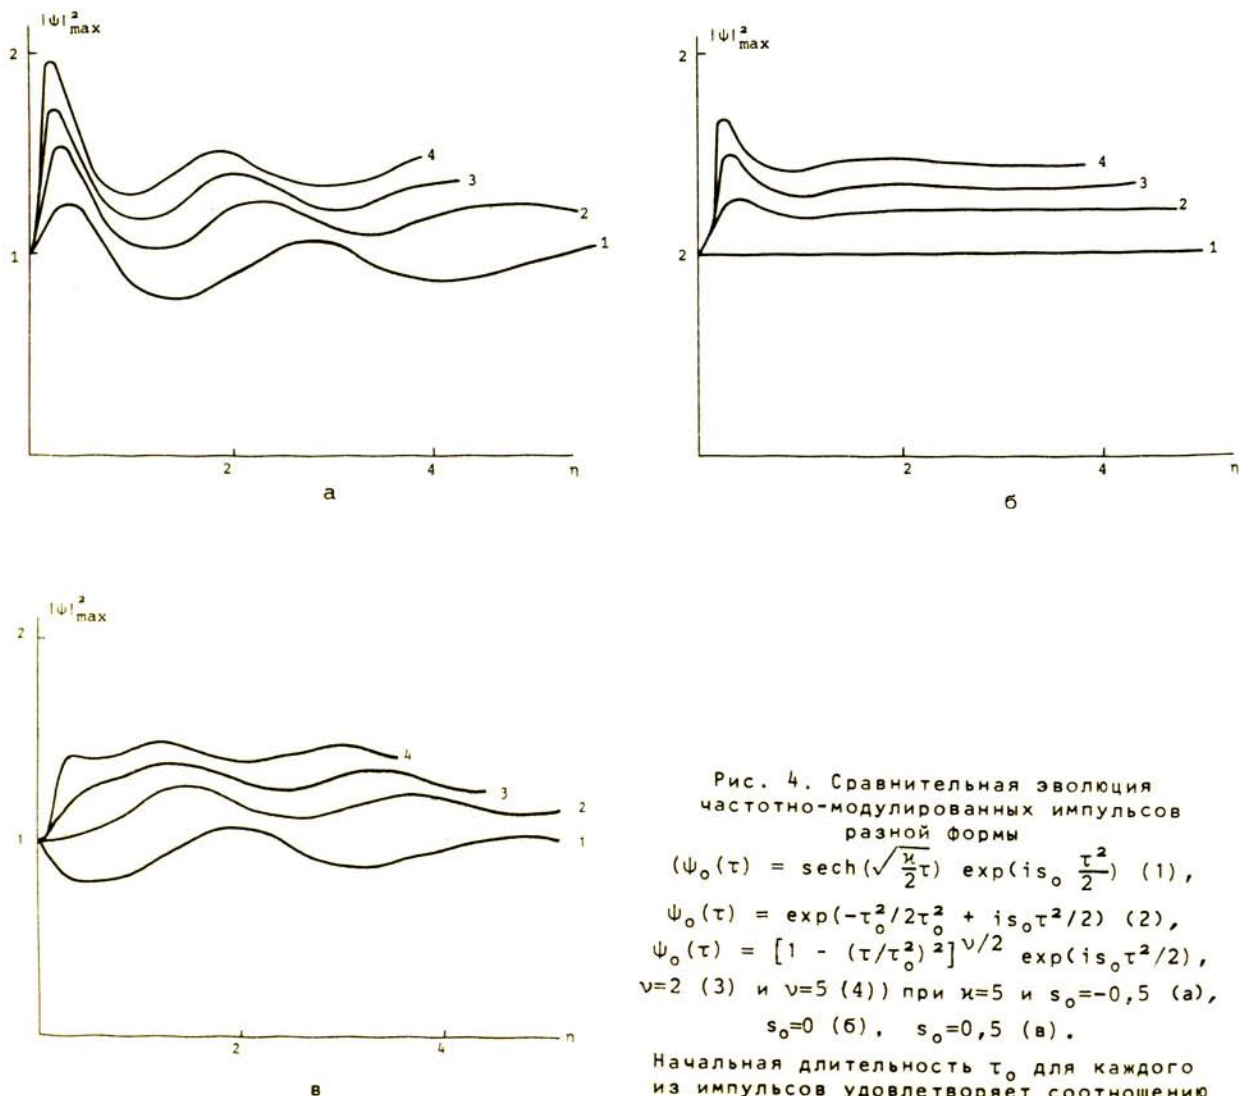 |ψ|²max
2
1
4
3
2
1
2
4
η
а
|ψ|²max
2
2
4
3
2
1
2
4
η
б
|ψ|²max
2
1
4
3
2
1
2
4
η
в
Рис. 4. Сравнительная эволюция
частотно-модулированных импульсов
разной формы
(ψ₀(τ) = sech(√(ϰ/2)τ) exp(is₀ τ²/2) (1),
ψ₀(τ) = exp(-τ₀²/2τ₀² + is₀τ²/2) (2),
ψ₀(τ) = [1 - (τ/τ₀²)²]^ν/2 exp(is₀τ²/2),
ν=2 (3) и ν=5 (4)) при ϰ=5 и s₀=-0,5 (а),
s₀=0 (б), s₀=0,5 (в).
Начальная длительность τ₀ для каждого
из импульсов удовлетворяет соотношению